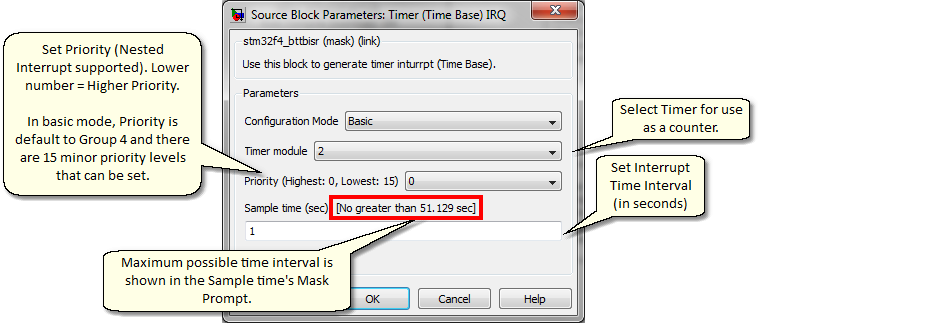 Source Block Parameters: Timer (Time Base) IRQ
stm32f4_bttbisr (mask) (link)
Use this block to generate timer inturrpt (Time Base).
Parameters
Configuration Mode Basic
Timer module 2
Priority (Highest: 0, Lowest: 15) 0
Sample time (sec) [No greater than 51.129 sec]
1
OK Cancel Help
Set Priority (Nested
Interrupt supported). Lower
number = Higher Priority.
In basic mode, Priority is
default to Group 4 and there
are 15 minor priority levels
that can be set.
Select Timer for use
as a counter.
Set Interrupt
Time Interval
(in seconds)
Maximum possible time interval is
shown in the Sample time's Mask
Prompt.